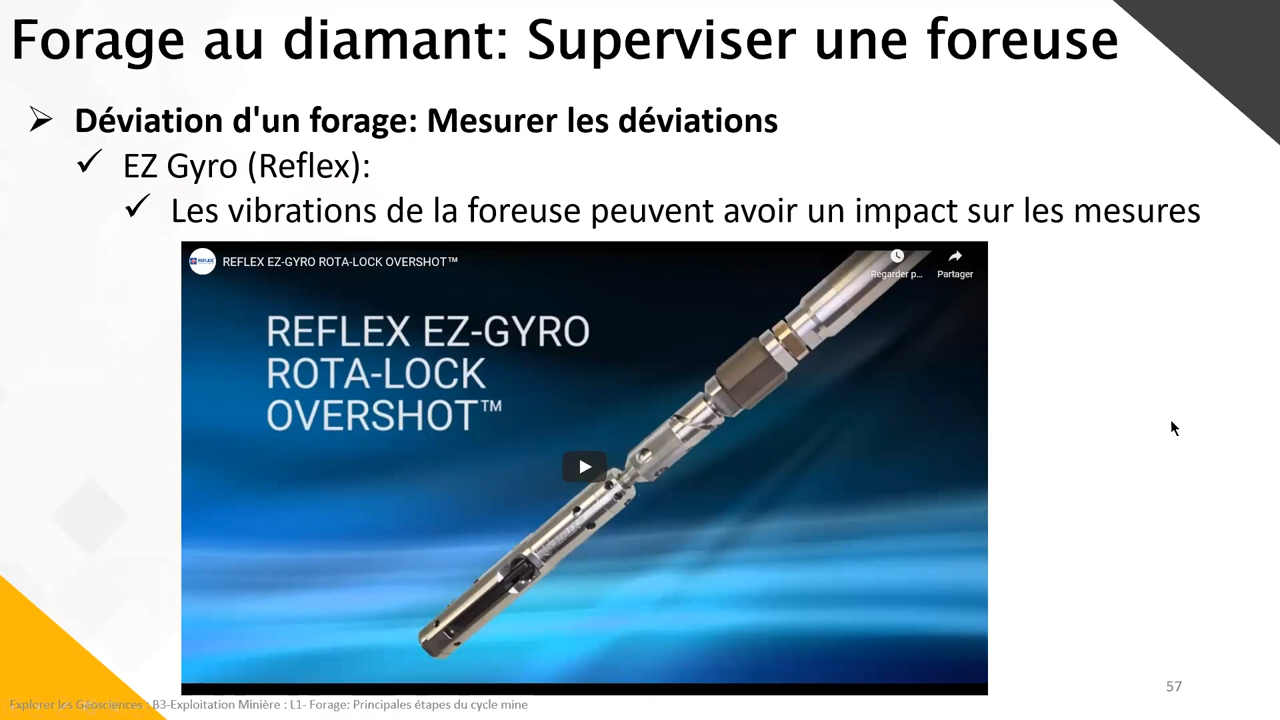 Forage au diamant: Superviser une foreuse
Déviation d'un forage: Mesurer les déviations
EZ Gyro (Reflex):
Les vibrations de la foreuse peuvent avoir un impact sur les mesures
REFLEX
REFLEX EZ-GYRO ROTA-LOCK OVERSHOT™
Regarder p...
Partager
REFLEX EZ-GYRO
ROTA-LOCK
OVERSHOT™
57
Explorer les Géosciences : B3-Exploitation Minière : L1- Forage: Principales étapes du cycle mine